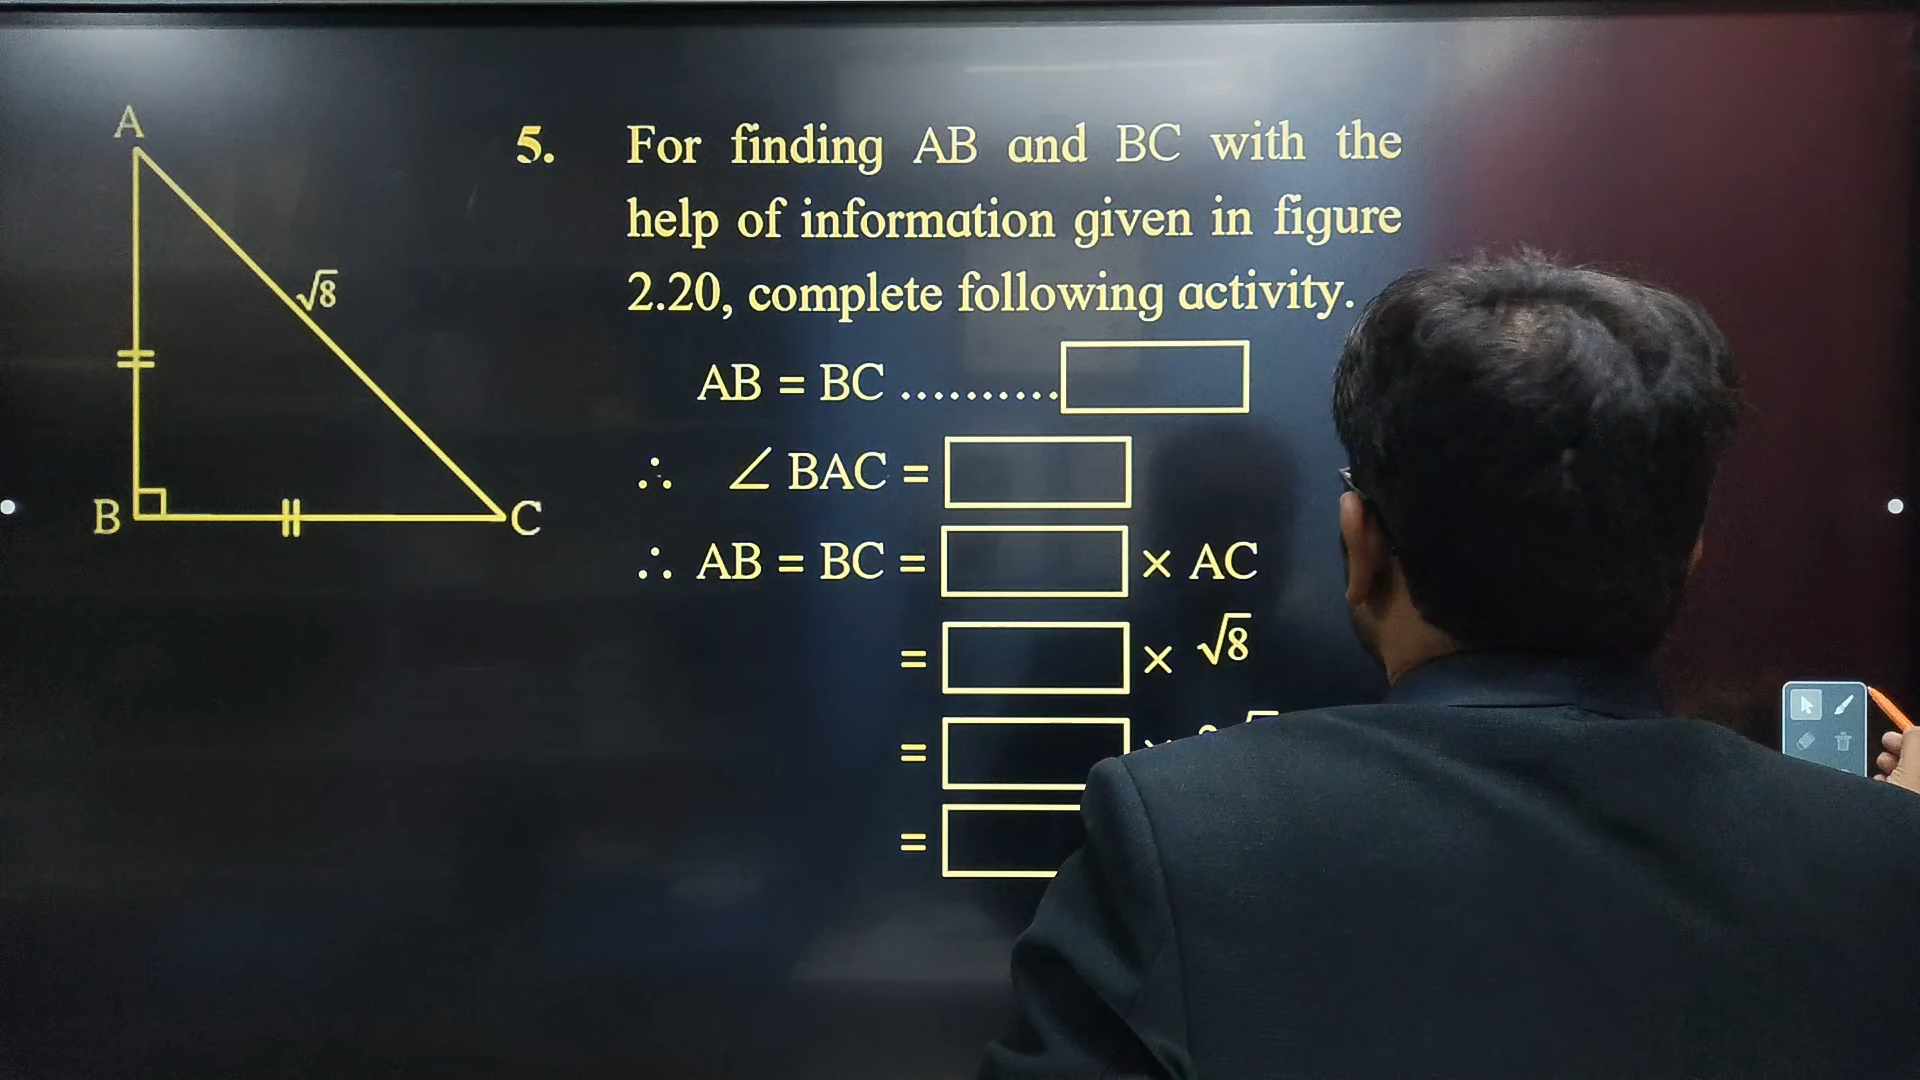 A
√8
B
C
5. For finding AB and BC with the
help of information given in figure
2.20, complete following activity.
AB = BC ..........
∴ ∠ BAC =
∴ AB = BC = × AC
= × √8
=
=